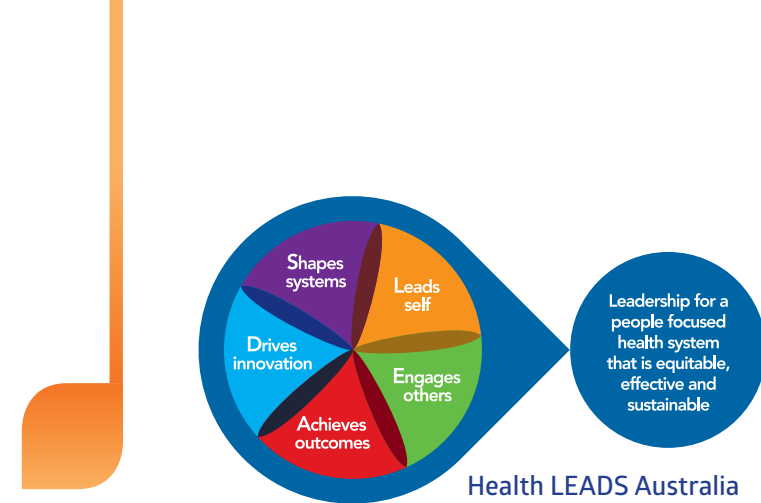 Shapes
systems
Leads
self
Engages
others
Achieves
outcomes
Drives
innovation
Leadership for a
people focused
health system
that is equitable,
effective and
sustainable
Health LEADS Australia